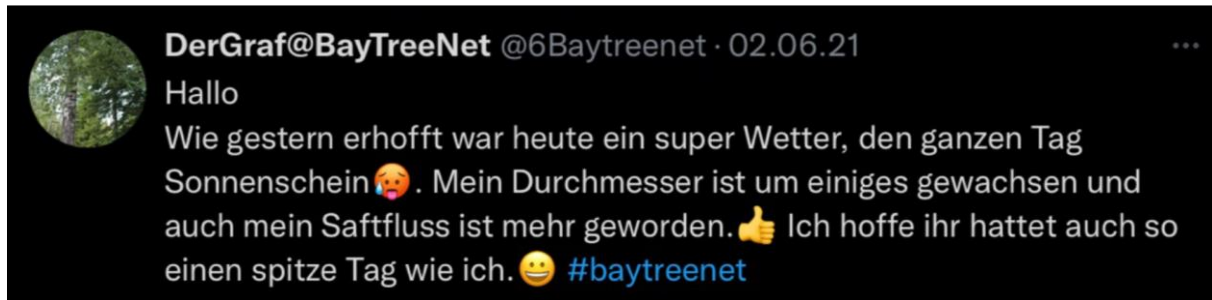 DerGraf@BayTreeNet @6Baytreenet · 02.06.21
Hallo
Wie gestern erhofft war heute ein super Wetter, den ganzen Tag
Sonnenschein🥵. Mein Durchmesser ist um einiges gewachsen und
auch mein Saftfluss ist mehr geworden.👍 Ich hoffe ihr hattet auch so
einen spitze Tag wie ich.😀 #baytreenet